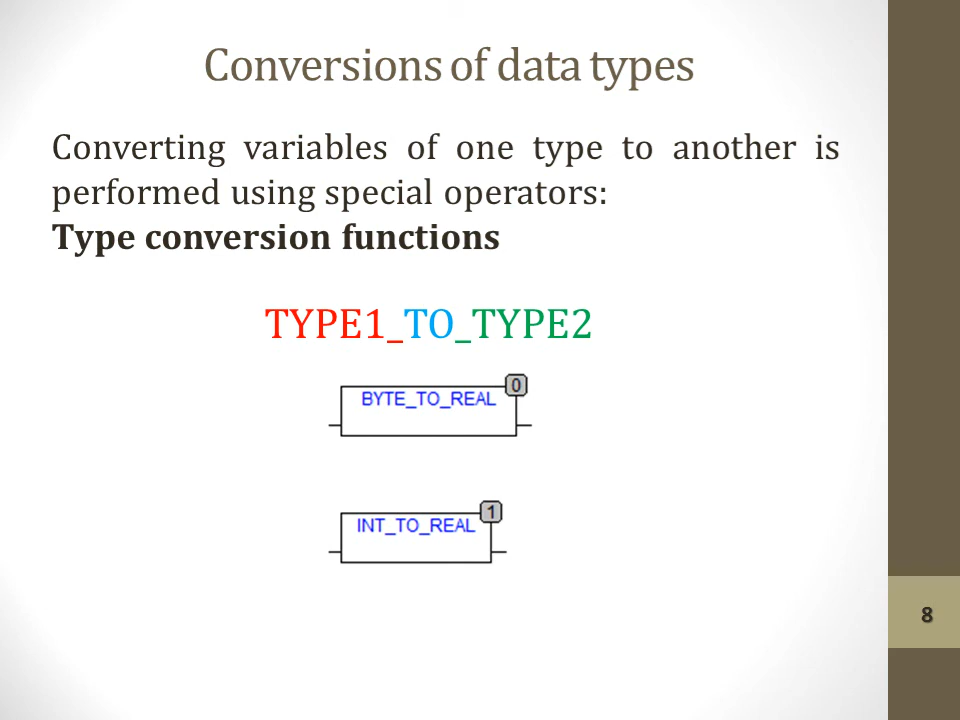 Conversions of data types
Converting variables of one type to another is
performed using special operators:
Type conversion functions
TYPE1_TO_TYPE2
0
BYTE_TO_REAL
1
INT_TO_REAL
8